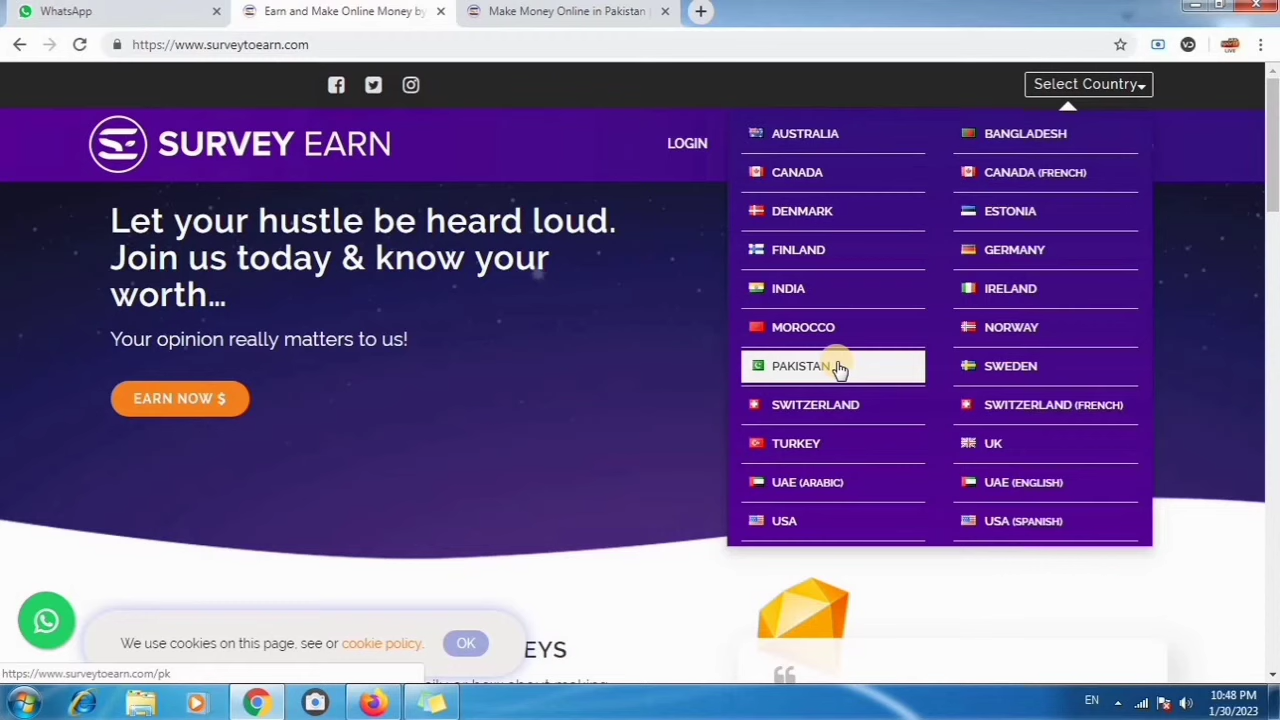 WhatsApp
Earn and Make Online Money by
Make Money Online in Pakistan
https://www.surveytoearn.com
Select Country
SURVEY EARN
LOGIN
AUSTRALIA
BANGLADESH
CANADA
CANADA (FRENCH)
DENMARK
ESTONIA
FINLAND
GERMANY
INDIA
IRELAND
MOROCCO
NORWAY
PAKISTAN
SWEDEN
SWITZERLAND
SWITZERLAND (FRENCH)
TURKEY
UK
UAE (ARABIC)
UAE (ENGLISH)
USA
USA (SPANISH)
Let your hustle be heard loud.
Join us today & know your
worth...
Your opinion really matters to us!
EARN NOW $
We use cookies on this page, see or cookie policy. OK
EYS
https://www.surveytoearn.com/pk
EN
10:48 PM
1/30/2023